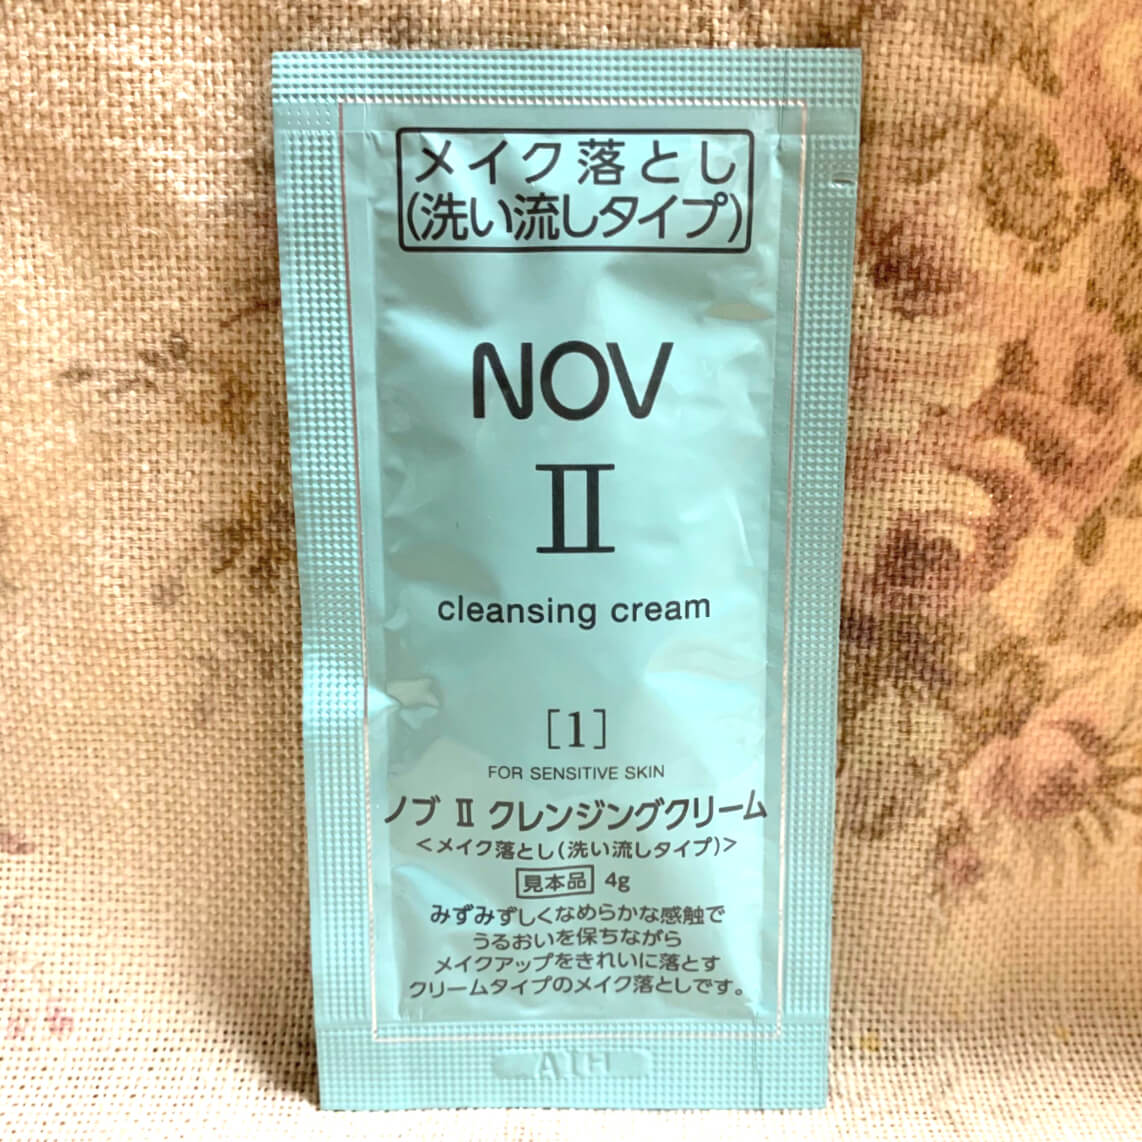 メイク落とし
(洗い流しタイプ)
NOV
Ⅱ
cleansing cream
[1]
FOR SENSITIVE SKIN
ノブ Ⅱ クレンジングクリーム
<メイク落とし(洗い流しタイプ)>
見本品 4g
みずみずしくなめらかな感触で
うるおいを保ちながら
メイクアップをきれいに落とす
クリームタイプのメイク落としです。